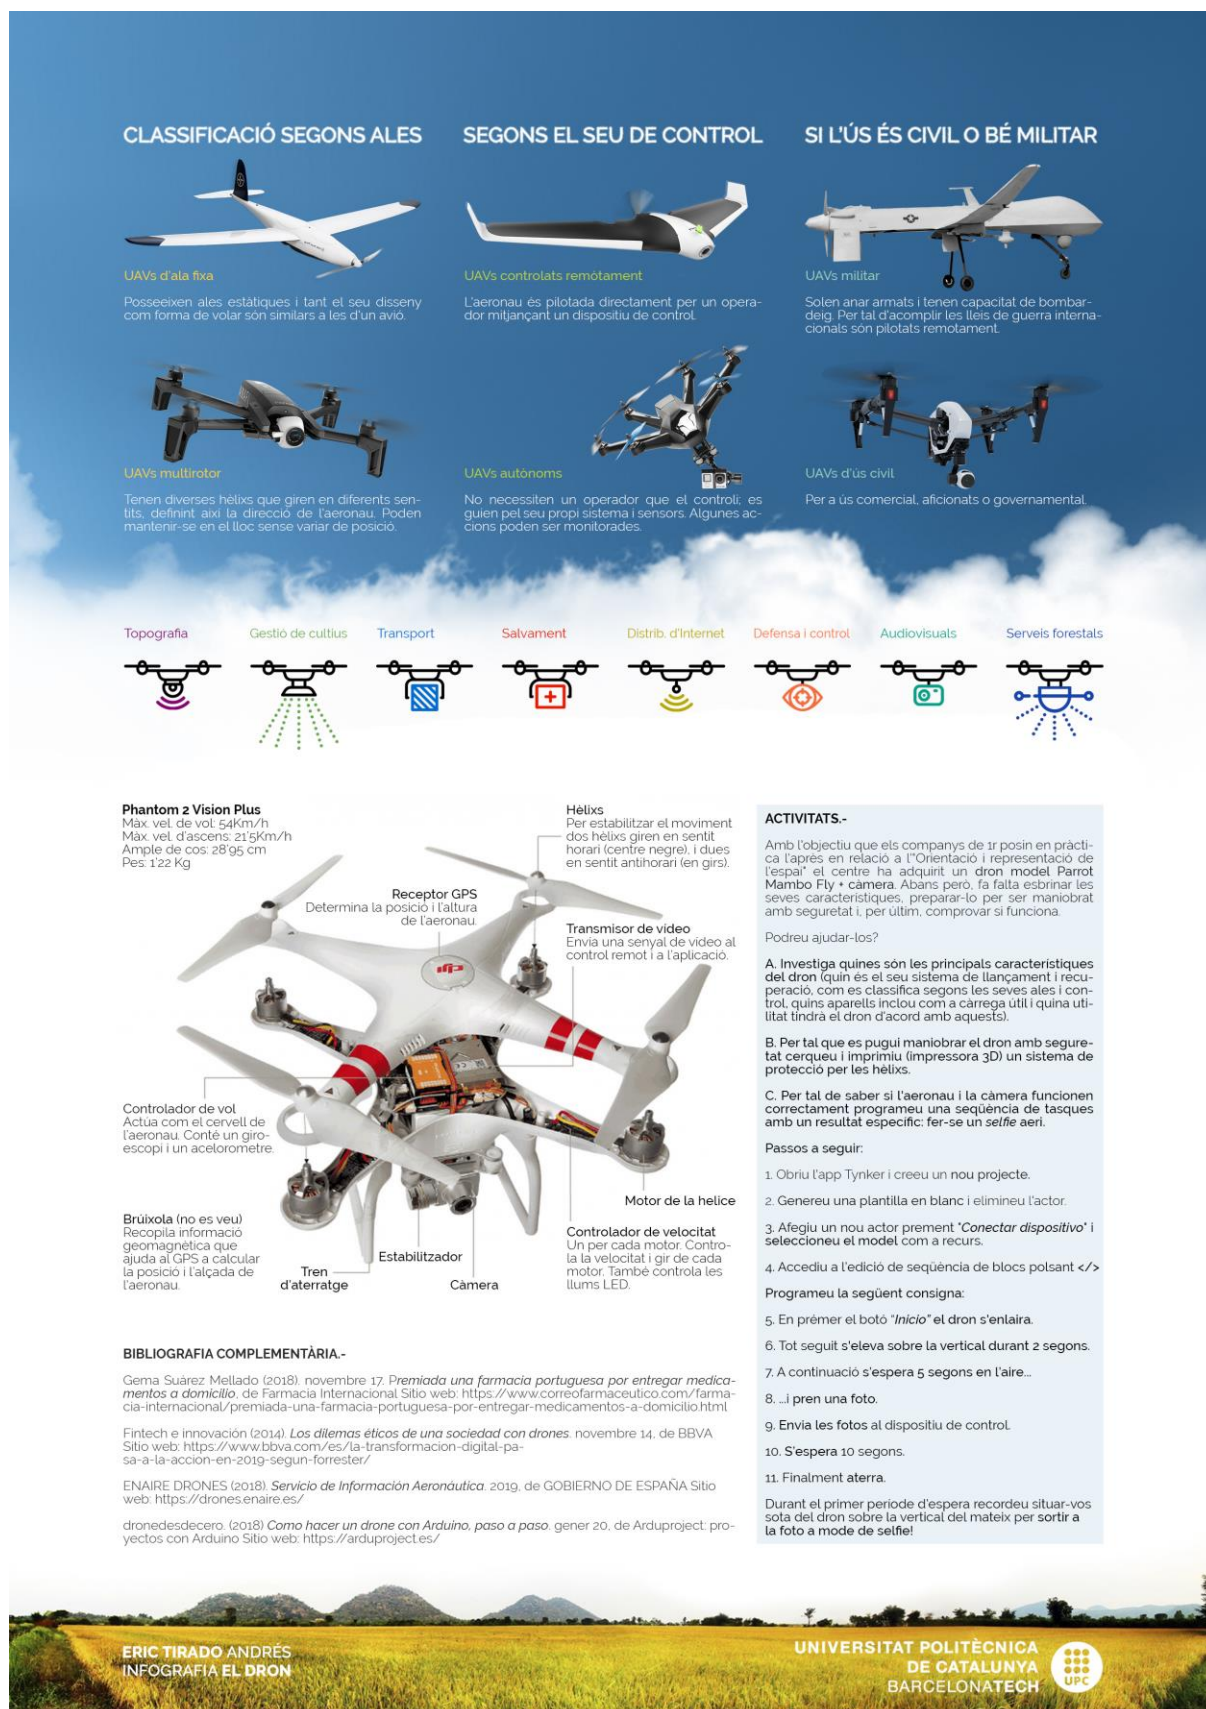 CLASSIFICACIÓ SEGONS ALES
UAVs d'ala fixa
Posseeixen ales estàtiques i tant el seu disseny
com forma de volar són similars a les d'un avió.
UAVs multirotor
Tenen diverses hèlixs que giren en diferents sen-
tits, definint així la direcció de l'aeronau. Poden
mantenir-se en el lloc sense variar de posició.
SEGONS EL SEU DE CONTROL
UAVs controlats remòtament
L'aeronau és pilotada directament per un opera-
dor mitjançant un dispositiu de control.
UAVs autònoms
No necessiten un operador que el controli; es
guien pel seu propi sistema i sensors. Algunes ac-
cions poden ser monitorades.
SI L'ÚS ÉS CIVIL O BÉ MILITAR
UAVs militar
Solen anar armats i tenen capacitat de bombar-
deig. Per tal d'acomplir les lleis de guerra interna-
cionals són pilotats remotament.
UAVs d'ús civil
Per a ús comercial, aficionats o governamental.
Topografia
Gestió de cultius
Transport
Salvament
Distrib. d'Internet
Defensa i control
Audiovisuals
Serveis forestals
Phantom 2 Vision Plus
Màx. vel. de vol: 54Km/h
Màx. vel. d'ascens: 21'5Km/h
Ample de cos: 28'95 cm
Pes: 1'22 Kg
Hèlixs
Per estabilitzar el moviment
dos hèlixs giren en sentit
horari (centre negre), i dues
en sentit antihorari (en girs).
Receptor GPS
Determina la posició i l'altura
de l'aeronau.
Transmisor de vídeo
Envía una senyal de vídeo al
control remot i a l'aplicació.
Controlador de vol
Actúa com el cervell de
l'aeronau. Conté un giro-
escopi i un acelorometre.
Brúixola (no es veu)
Recopila informació
geomagnètica que
ajuda al GPS a calcular
la posició i l'alçada de
l'aeronau.
Tren
d'aterratge
Estabilitzador
Càmera
Motor de la helice
Controlador de velocitat
Un per cada motor. Contro-
la la velocitat i gir de cada
motor. També controla les
llums LED.
BIBLIOGRAFIA COMPLEMENTÀRIA.-
Gema Suárez Mellado (2018). novembre 17. Premiada una farmacia portuguesa por entregar medica-
mentos a domicilio, de Farmacia Internacional Sitio web: https://www.correofarmaceutico.com/farma-
cia-internacional/premiada-una-farmacia-portuguesa-por-entregar-medicamentos-a-domicilio.html
Fintech e innovación (2014). Los dilemas éticos de una sociedad con drones. novembre 14, de BBVA
Sitio web: https://www.bbva.com/es/la-transformacion-digital-pa-
sa-a-la-accion-en-2019-segun-forrester/
ENAIRE DRONES (2018). Servicio de Información Aeronáutica. 2019, de GOBIERNO DE ESPAÑA Sitio
web: https://drones.enaire.es/
dronedesdecero. (2018) Como hacer un drone con Arduino, paso a paso. gener 20, de Arduproject: pro-
yectos con Arduino Sitio web: https://arduproject.es/
ACTIVITATS.-
Amb l'objectiu que els companys de 1r posin en pràcti-
ca l'après en relació a l'"Orientació i representació de
l'espai" el centre ha adquirit un dron model Parrot
Mambo Fly + càmera. Abans però, fa falta esbrinar les
seves característiques, preparar-lo per ser maniobrat
amb seguretat i, per últim, comprovar si funciona.
Podreu ajudar-los?
A. Investiga quines són les principals característiques
del dron (quin és el seu sistema de llançament i recu-
peració, com es classifica segons les seves ales i con-
trol, quins aparells inclou com a càrrega útil i quina uti-
litat tindrà el dron d'acord amb aquests).
B. Per tal que es pugui maniobrar el dron amb segure-
tat cerqueu i imprimiu (impressora 3D) un sistema de
protecció per les hèlixs.
C. Per tal de saber si l'aeronau i la càmera funcionen
correctament programeu una seqüència de tasques
amb un resultat específic: fer-se un selfie aeri.
Passos a seguir:
1. Obriu l'app Tynker i creeu un nou projecte.
2. Genereu una plantilla en blanc i elimineu l'actor.
3. Afegiu un nou actor prement "Conectar dispositivo" i
seleccioneu el model com a recurs.
4. Accediu a l'edició de seqüència de blocs polsant </>
Programeu la següent consigna:
5. En prémer el botó "Início" el dron s'enlaira.
6. Tot seguit s'eleva sobre la vertical durant 2 segons.
7. A continuació s'espera 5 segons en l'aire...
8. ...i pren una foto.
9. Envia les fotos al dispositiu de control.
10. S'espera 10 segons.
11. Finalment aterra.
Durant el primer període d'espera recordeu situar-vos
sota del dron sobre la vertical del mateix per sortir a
la foto a mode de selfie!
ERIC TIRADO ANDRÉS
INFOGRAFIA EL DRON
UNIVERSITAT POLITÈCNICA
DE CATALUNYA
BARCELONATECH
UPC